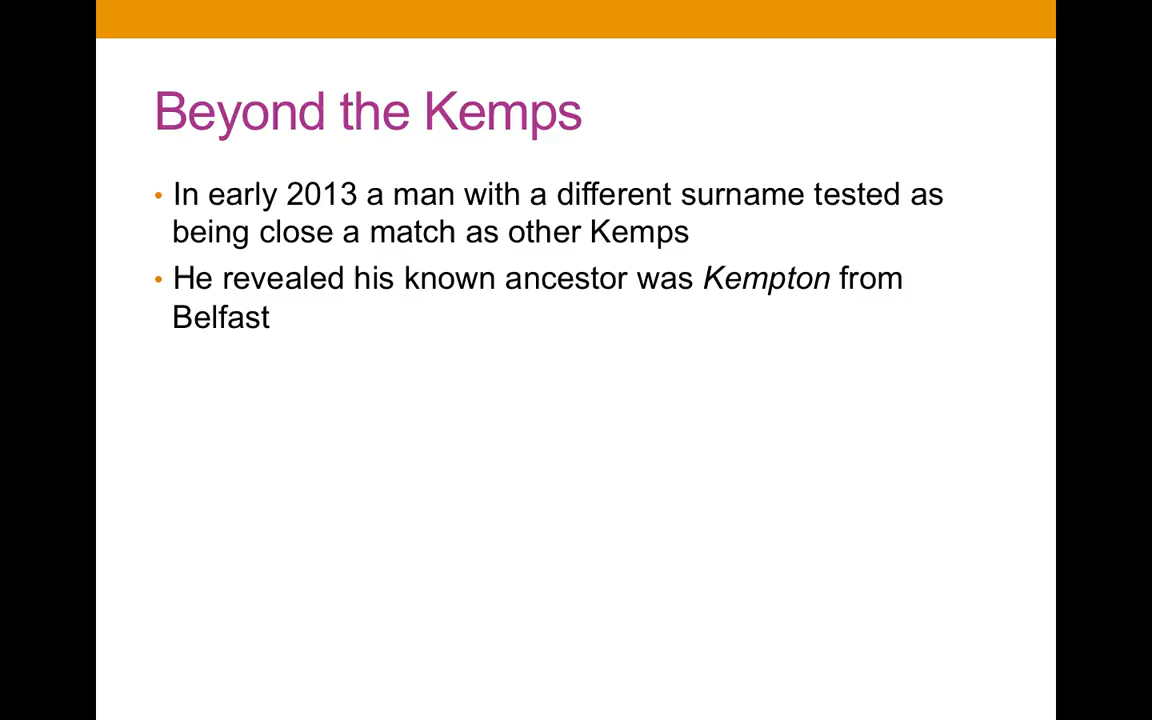 Beyond the Kemps
• In early 2013 a man with a different surname tested as
being close a match as other Kemps
• He revealed his known ancestor was Kempton from
Belfast